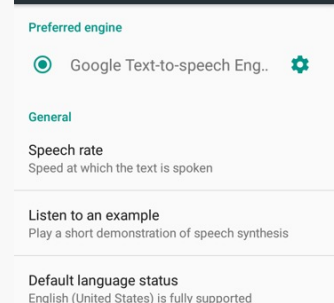 Preferred engine
Google Text-to-speech Eng..
General
Speech rate
Speed at which the text is spoken
Listen to an example
Play a short demonstration of speech synthesis
Default language status
English (United States) is fully supported